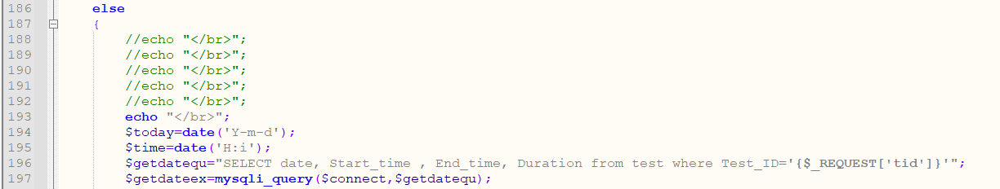 186 else
187 {
188 //echo "</br>";
189 //echo "</br>";
190 //echo "</br>";
191 //echo "</br>";
192 //echo "</br>";
193 echo "</br>";
194 $today=date('Y-m-d');
195 $time=date('H:i');
196 $getdatequ="SELECT date, Start_time , End_time, Duration from test where Test_ID='{$_REQUEST['tid']}'";
197 $getdateex=mysqli_query($connect,$getdatequ);